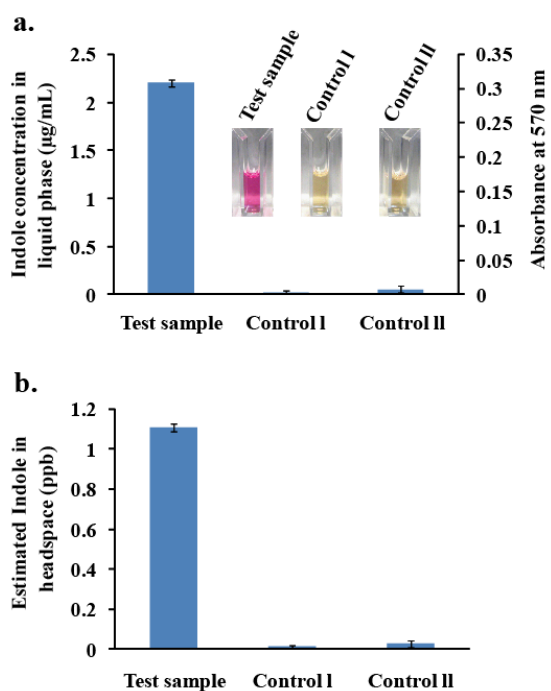 a.
Indole concentration in
liquid phase (µg/mL)
2.5
2
1.5
1
0.5
0
Test sample
Control l
Control ll
0.35
0.3
0.25
0.2
0.15
0.1
0.05
0
Absorbance at 570 nm
Test sample
Control l
Control ll
b.
Estimated Indole in
headspace (ppb)
1.2
1
0.8
0.6
0.4
0.2
0
Test sample
Control l
Control ll